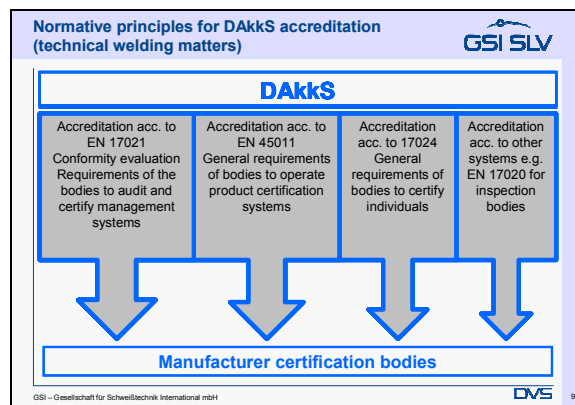 Normative principles for DAkkS accreditation
(technical welding matters)
GSI SLV
DAkkS
Accreditation acc. to
EN 17021
Conformity evaluation
Requirements of the
bodies to audit and
certify management
systems
Accreditation acc. to
EN 45011
General requirements
of bodies to operate
product certification
systems
Accreditation
acc. to 17024
General
requirements of
bodies to certify
individuals
Accreditation
acc. to other
systems e.g.
EN 17020 for
inspection
bodies
Manufacturer certification bodies
GSI – Gesellschaft für Schweißtechnik International mbH
DVS
9